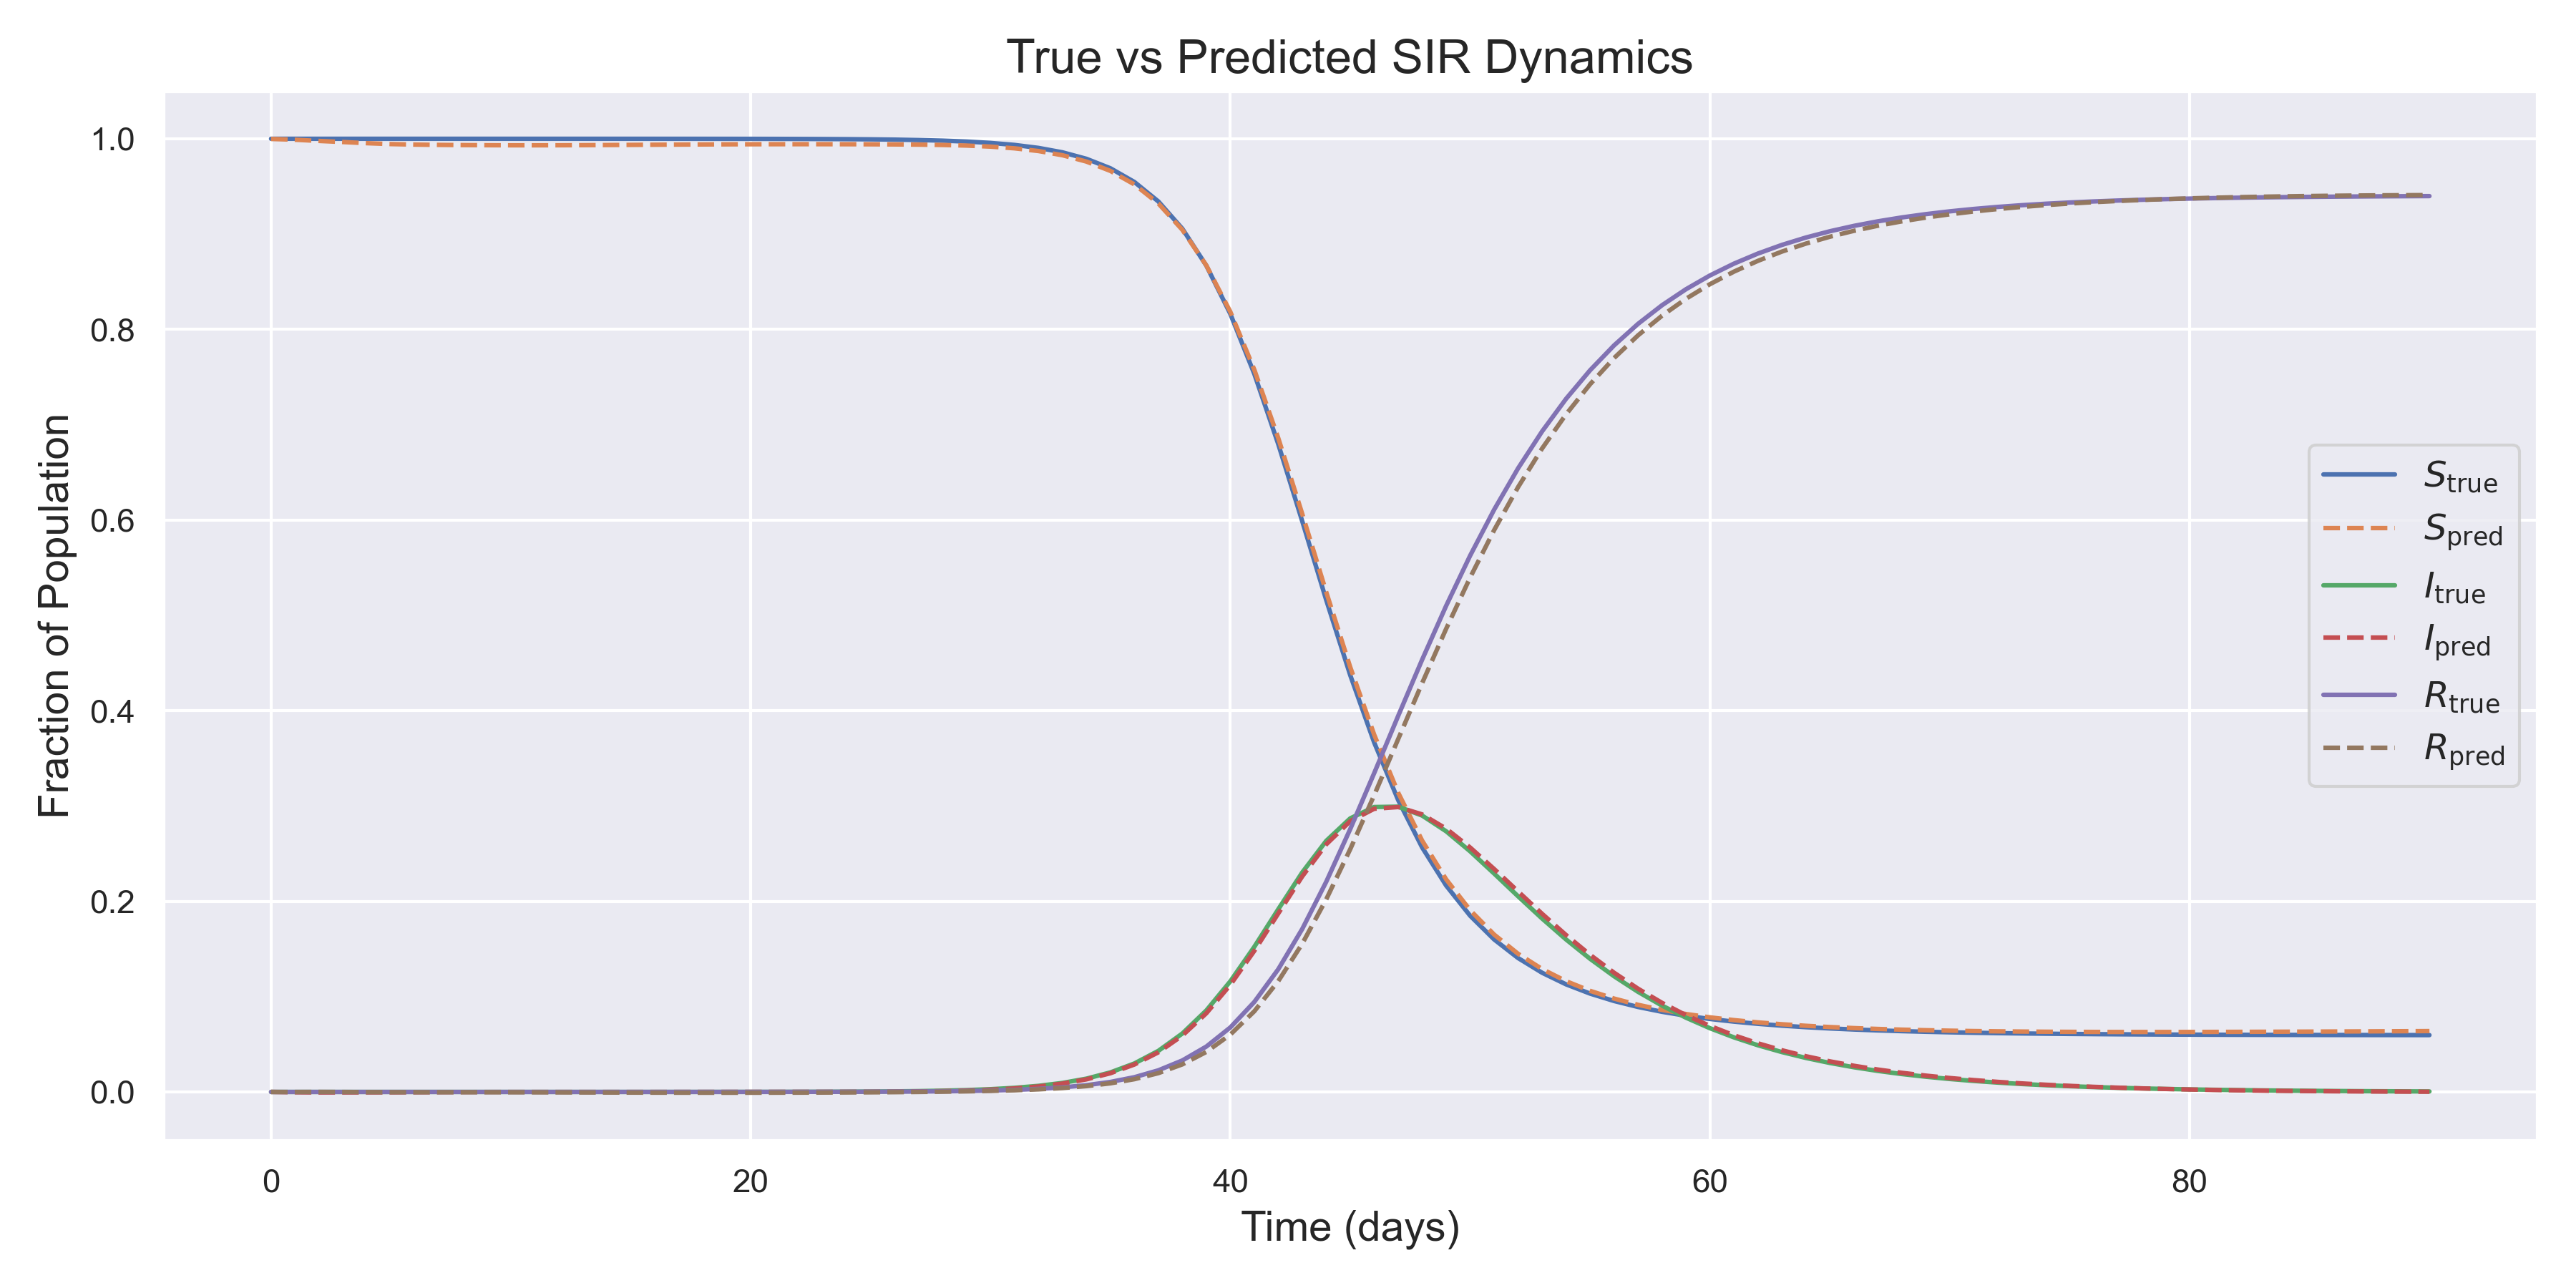 True vs Predicted SIR Dynamics
Fraction of Population
1.0
0.8
0.6
0.4
0.2
0.0
0 20 40 60 80
Time (days)
S_true
S_pred
I_true
I_pred
R_true
R_pred